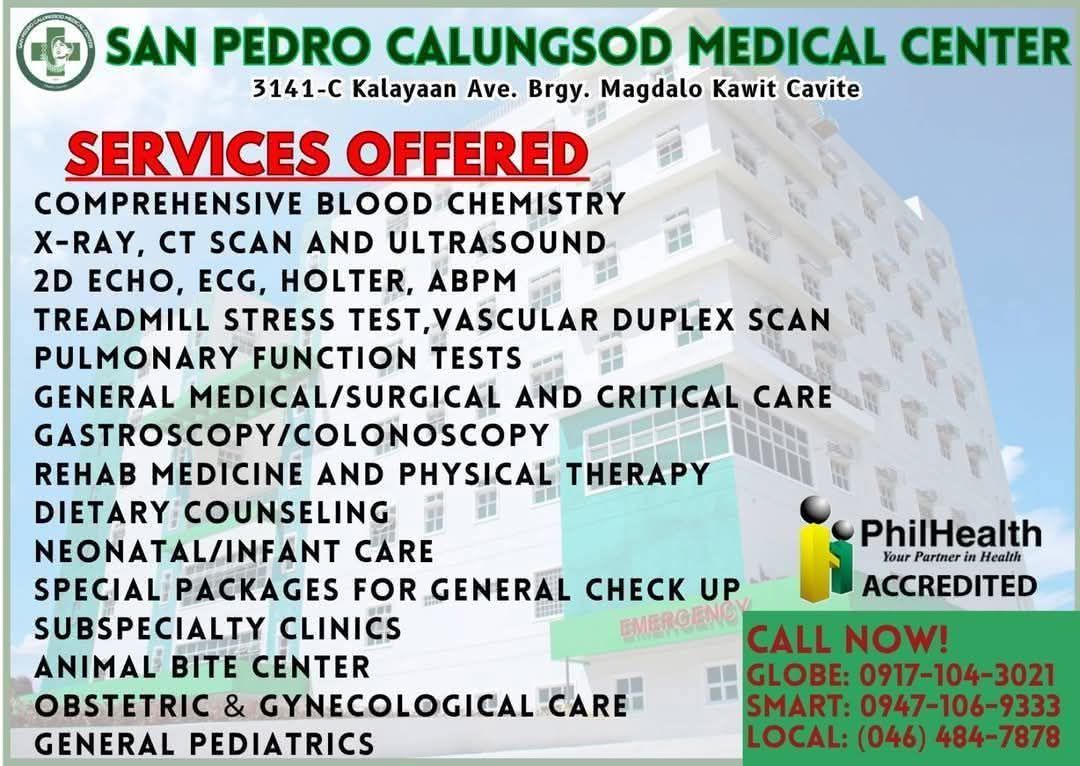 SAN PEDRO CALUNGSOD MEDICAL CENTER
3141-C Kalayaan Ave. Brgy. Magdalo Kawit Cavite
SERVICES OFFERED
COMPREHENSIVE BLOOD CHEMISTRY
X-RAY, CT SCAN AND ULTRASOUND
2D ECHO, ECG, HOLTER, ABPM
TREADMILL STRESS TEST,VASCULAR DUPLEX SCAN
PULMONARY FUNCTION TESTS
GENERAL MEDICAL/SURGICAL AND CRITICAL CARE
GASTROSCOPY/COLONOSCOPY
REHAB MEDICINE AND PHYSICAL THERAPY
DIETARY COUNSELING
NEONATAL/INFANT CARE
SPECIAL PACKAGES FOR GENERAL CHECK UP
SUBSPECIALTY CLINICS
ANIMAL BITE CENTER
OBSTETRIC & GYNECOLOGICAL CARE
GENERAL PEDIATRICS
PhilHealth
Your Partner in Health
ACCREDITED
EMERGENCY
CALL NOW!
GLOBE: 0917-104-3021
SMART: 0947-106-9333
LOCAL: (046) 484-7878